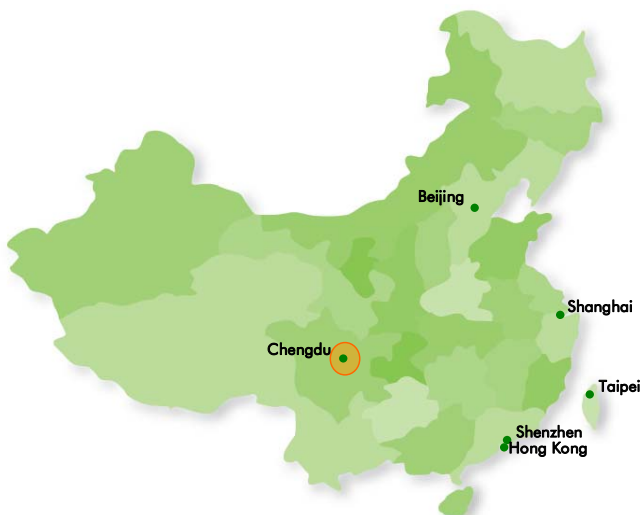 Beijing
Shanghai
Chengdu
Taipei
Shenzhen
Hong Kong